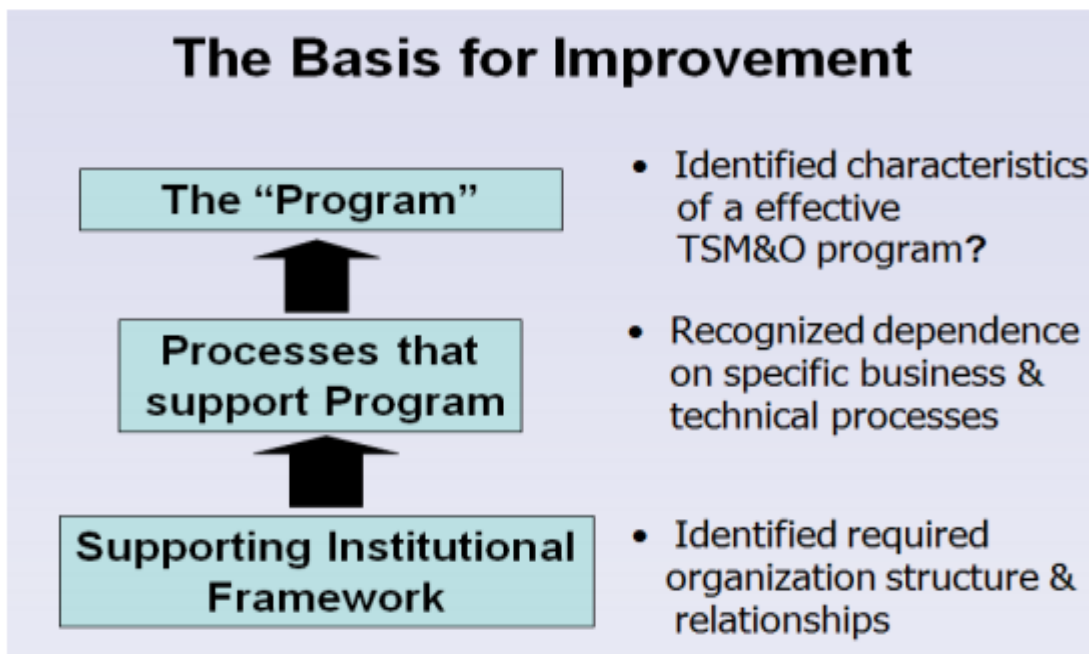 The Basis for Improvement
The “Program”
• Identified characteristics
of a effective
TSM&O program?
Processes that
support Program
• Recognized dependence
on specific business &
technical processes
Supporting Institutional
Framework
• Identified required
organization structure &
relationships